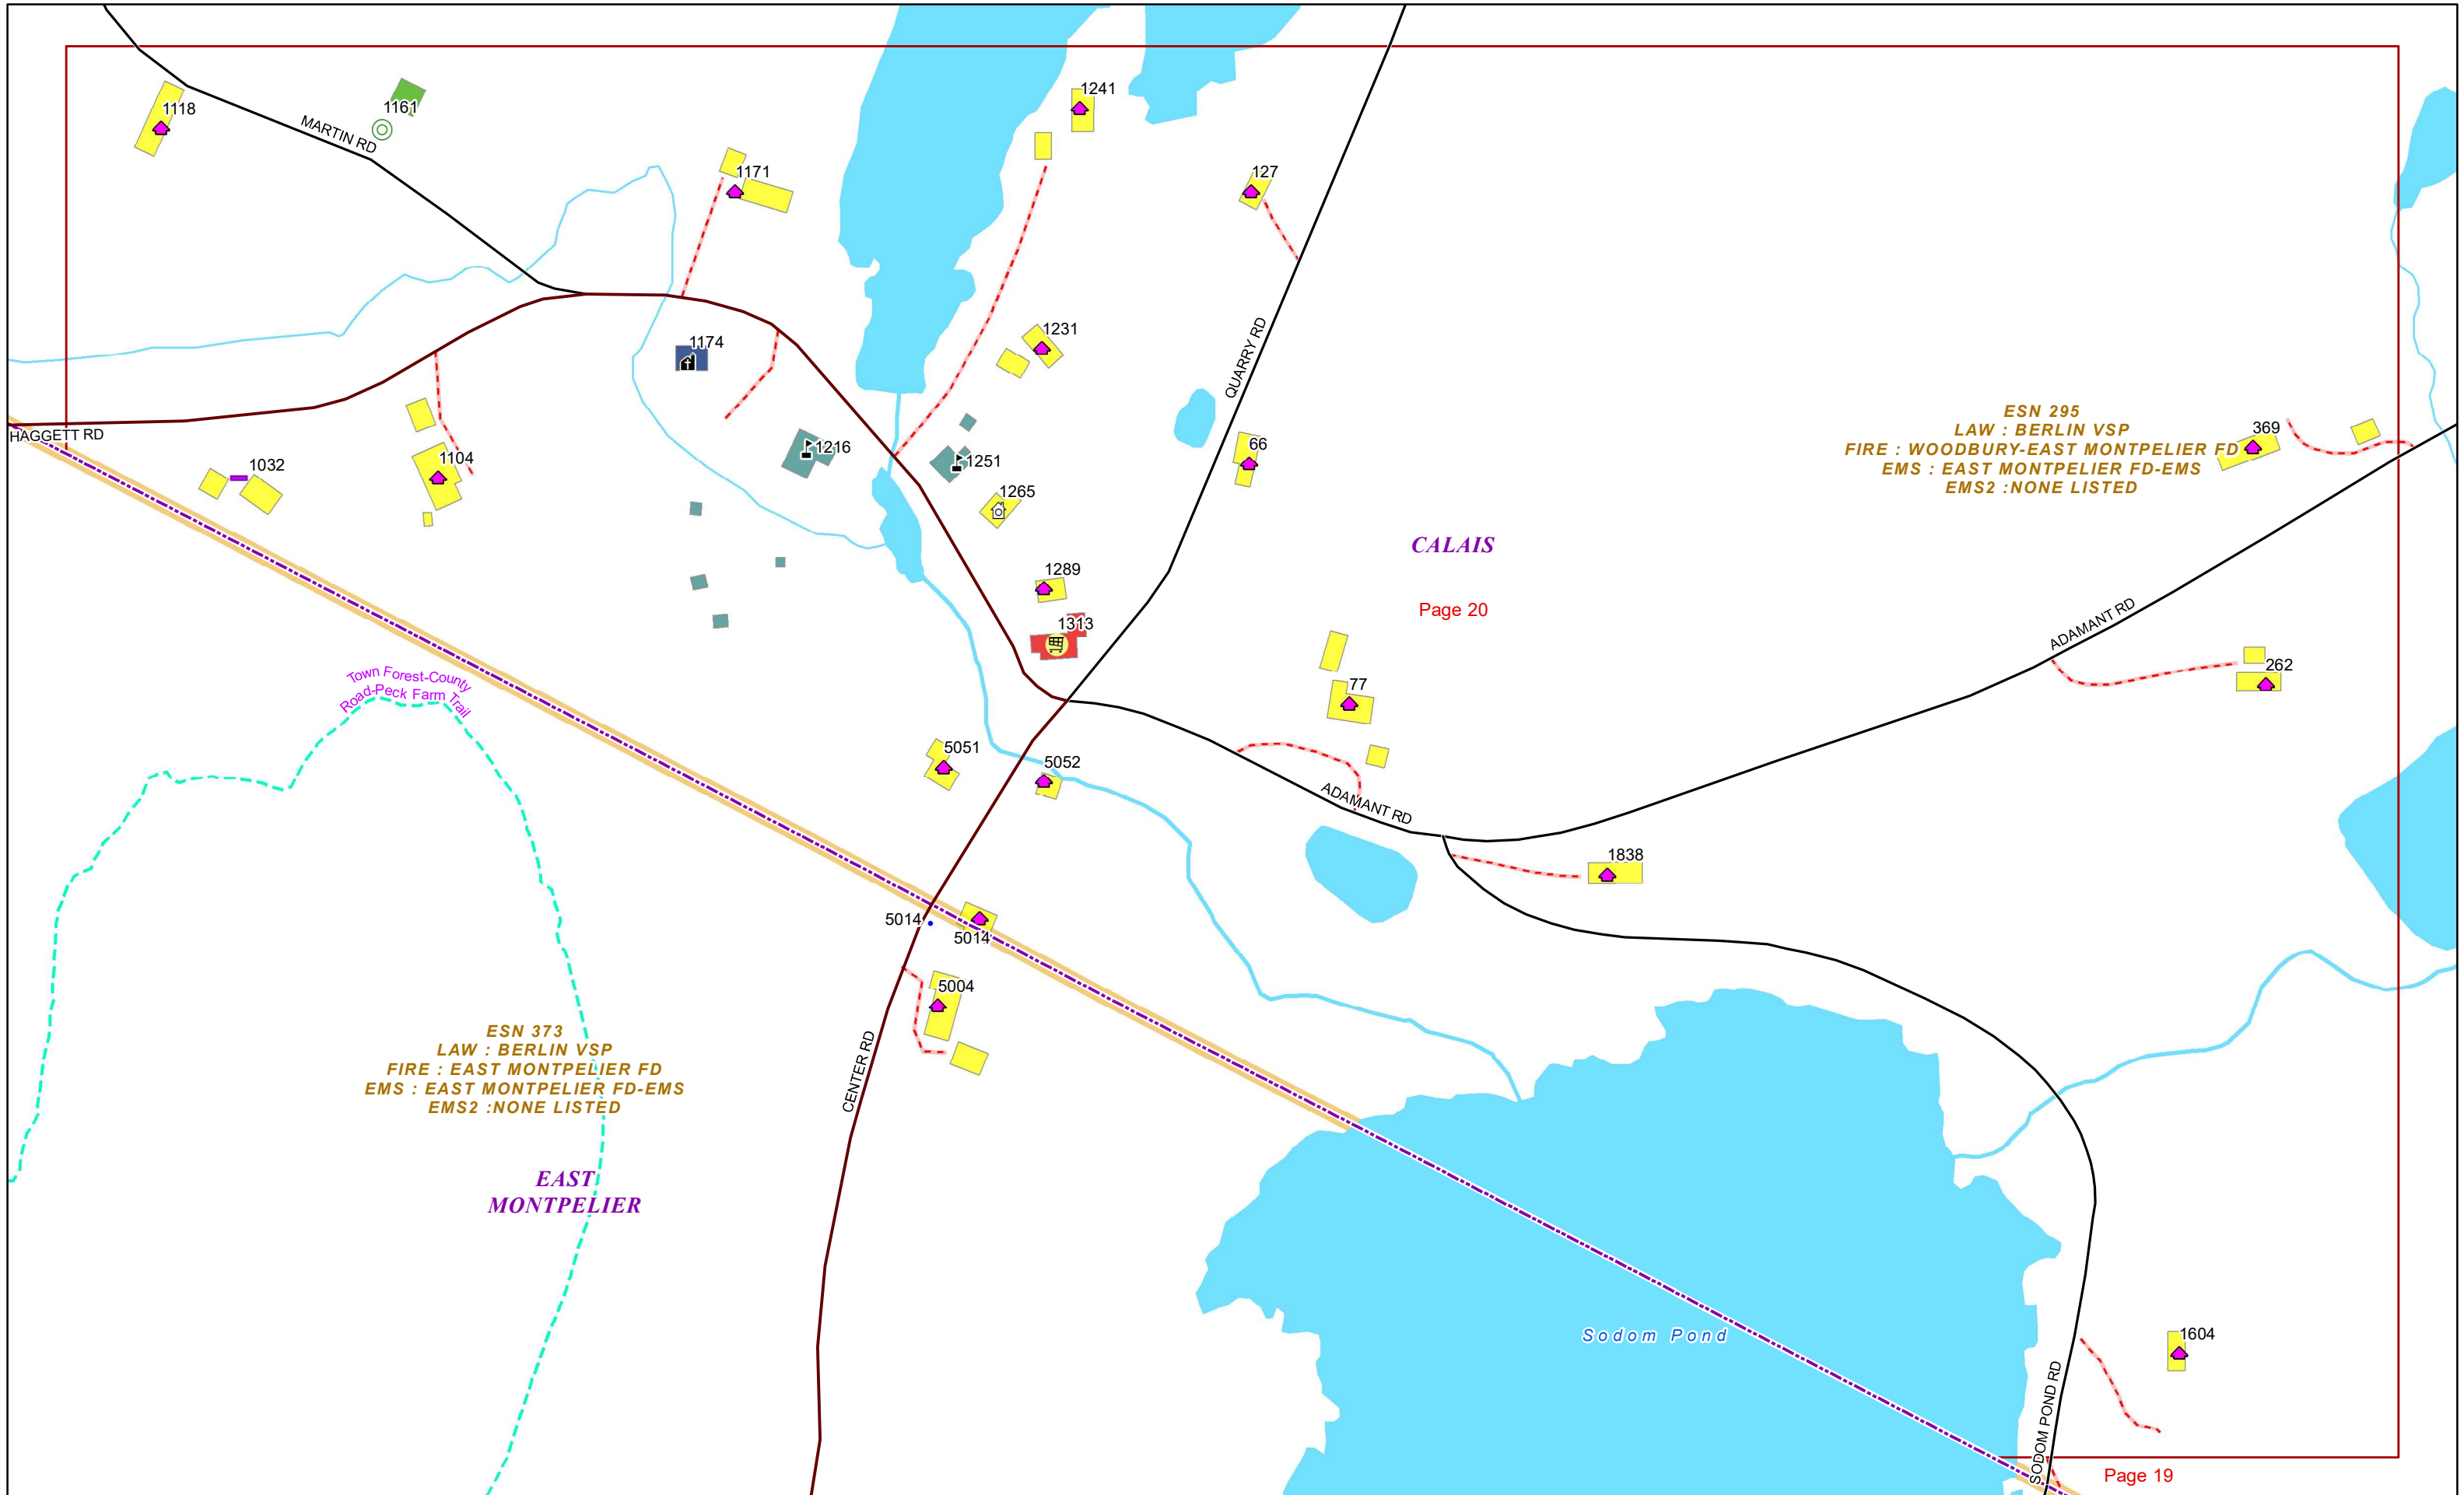 1118
1161
MARTIN RD
1171
1241
127
1174
1231
QUARRY RD
HAGGETT RD
1032
1104
1216
1251
1265
66
ESN 295
LAW : BERLIN VSP
FIRE : WOODBURY-EAST MONTPELIER FD
EMS : EAST MONTPELIER FD-EMS
EMS2 :NONE LISTED
369
CALAIS
Page 20
1289
1313
ADAMANT RD
262
77
Town Forest-County
Road-Peck Farm Trail
5051
5052
ADAMANT RD
1838
5014
5014
5004
ESN 373
LAW : BERLIN VSP
FIRE : EAST MONTPELIER FD
EMS : EAST MONTPELIER FD-EMS
EMS2 :NONE LISTED
CENTER RD
EAST
MONTPELIER
Sodom Pond
1604
SODOM POND RD
Page 19